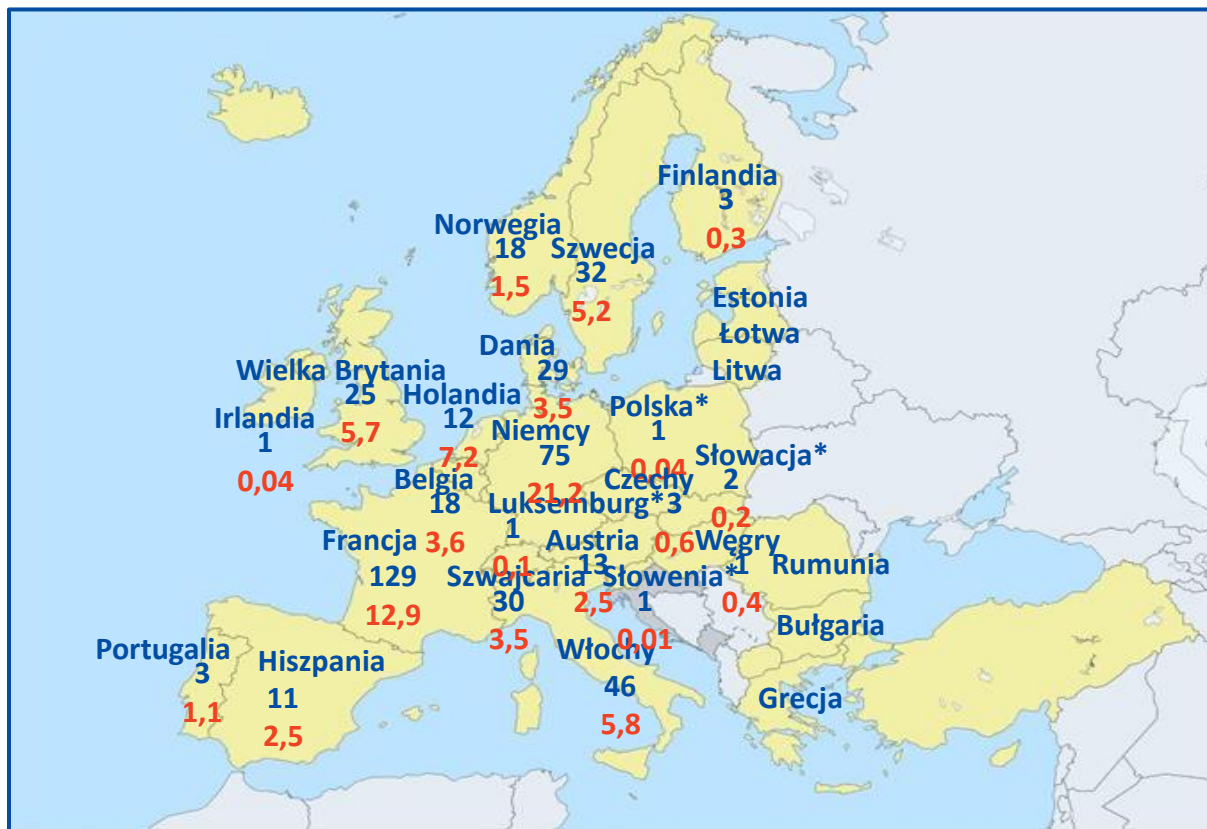 Finlandia
3
0,3
Norwegia
18
1,5
Szwecja
32
5,2
Estonia
Łotwa
Litwa
Dania
29
3,5
Wielka Brytania
25
5,7
Irlandia
1
0,04
Holandia
12
7,2
Niemcy
75
21,2
Polska*
1
0,04
Słowacja*
2
0,2
Belgia
18
3,6
Luksemburg*
1
0,1
Czechy
3
0,6
Francja
129
12,9
Austria
13
2,5
Węgry
1
0,4
Rumunia
Szwajcaria
30
3,5
Słowenia*
1
0,01
Bułgaria
Włochy
46
5,8
Portugalia
3
1,1
Hiszpania
11
2,5
Grecja